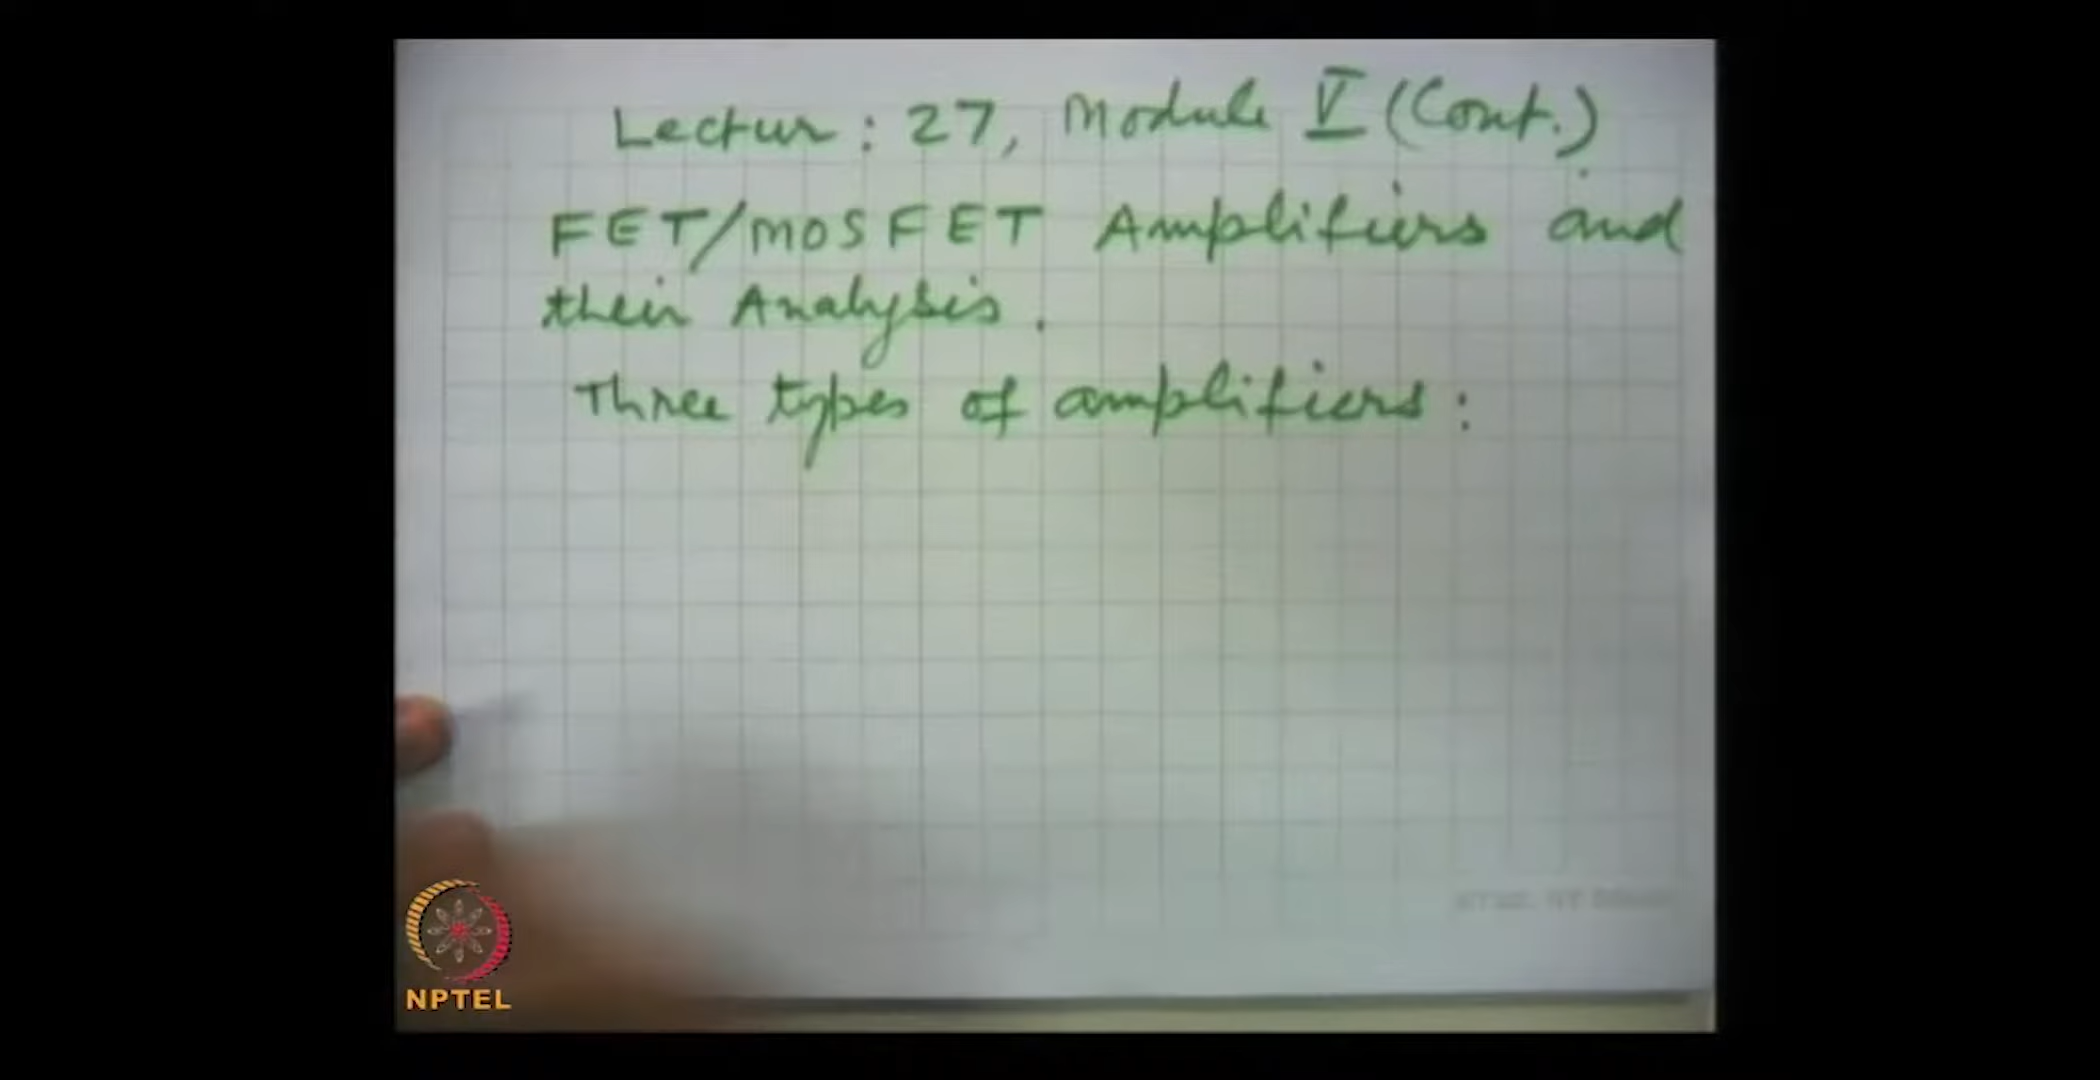 Lectur : 27, Module V (Cont.)
FET/MOSFET Amplifiers and
their Analysis.
Three types of amplifiers :
NPTEL